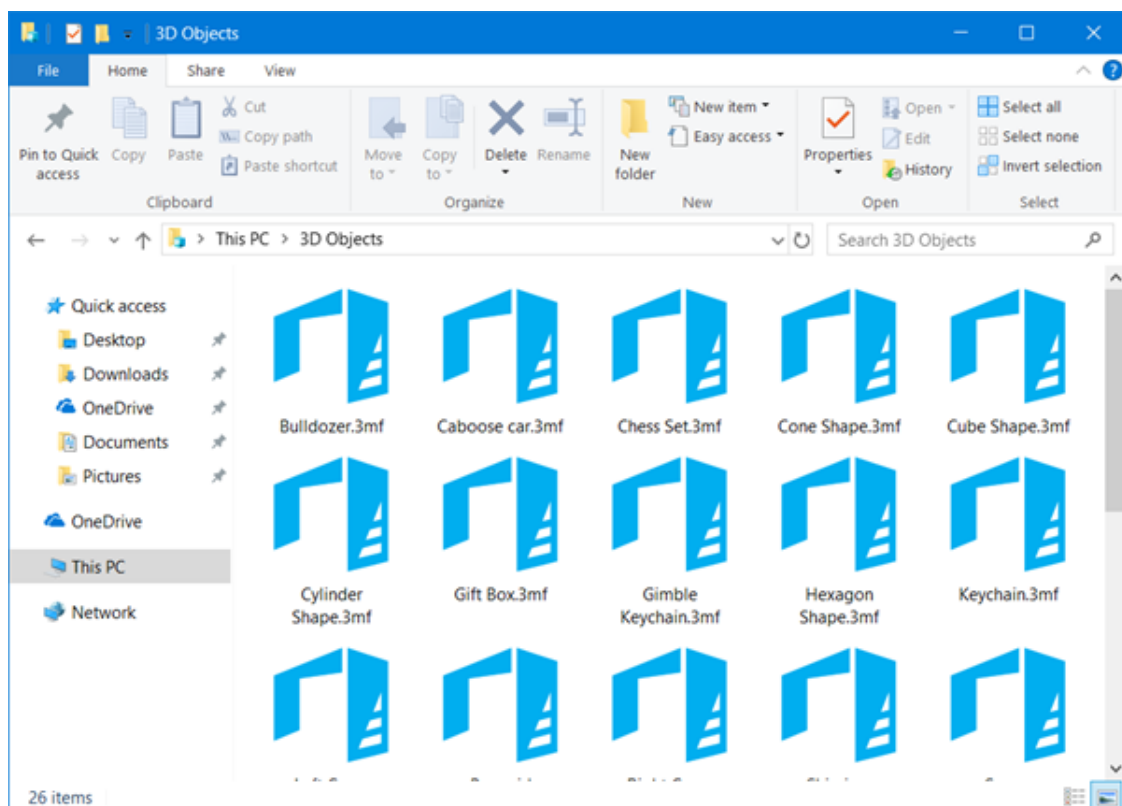 3D Objects
File Home Share View
Pin to Quick access
Copy
Paste
Cut
Copy path
Paste shortcut
Move to
Copy to
Delete
Rename
New folder
New item
Easy access
Properties
Open
Edit
History
Select all
Select none
Invert selection
Clipboard Organize New Open Select
This PC > 3D Objects
Search 3D Objects
Quick access
Desktop
Downloads
OneDrive
Documents
Pictures
OneDrive
This PC
Network
Bulldozer.3mf Caboose car.3mf Chess Set.3mf Cone Shape.3mf Cube Shape.3mf
Cylinder Shape.3mf Gift Box.3mf Gimble Keychain.3mf Hexagon Shape.3mf Keychain.3mf
26 items